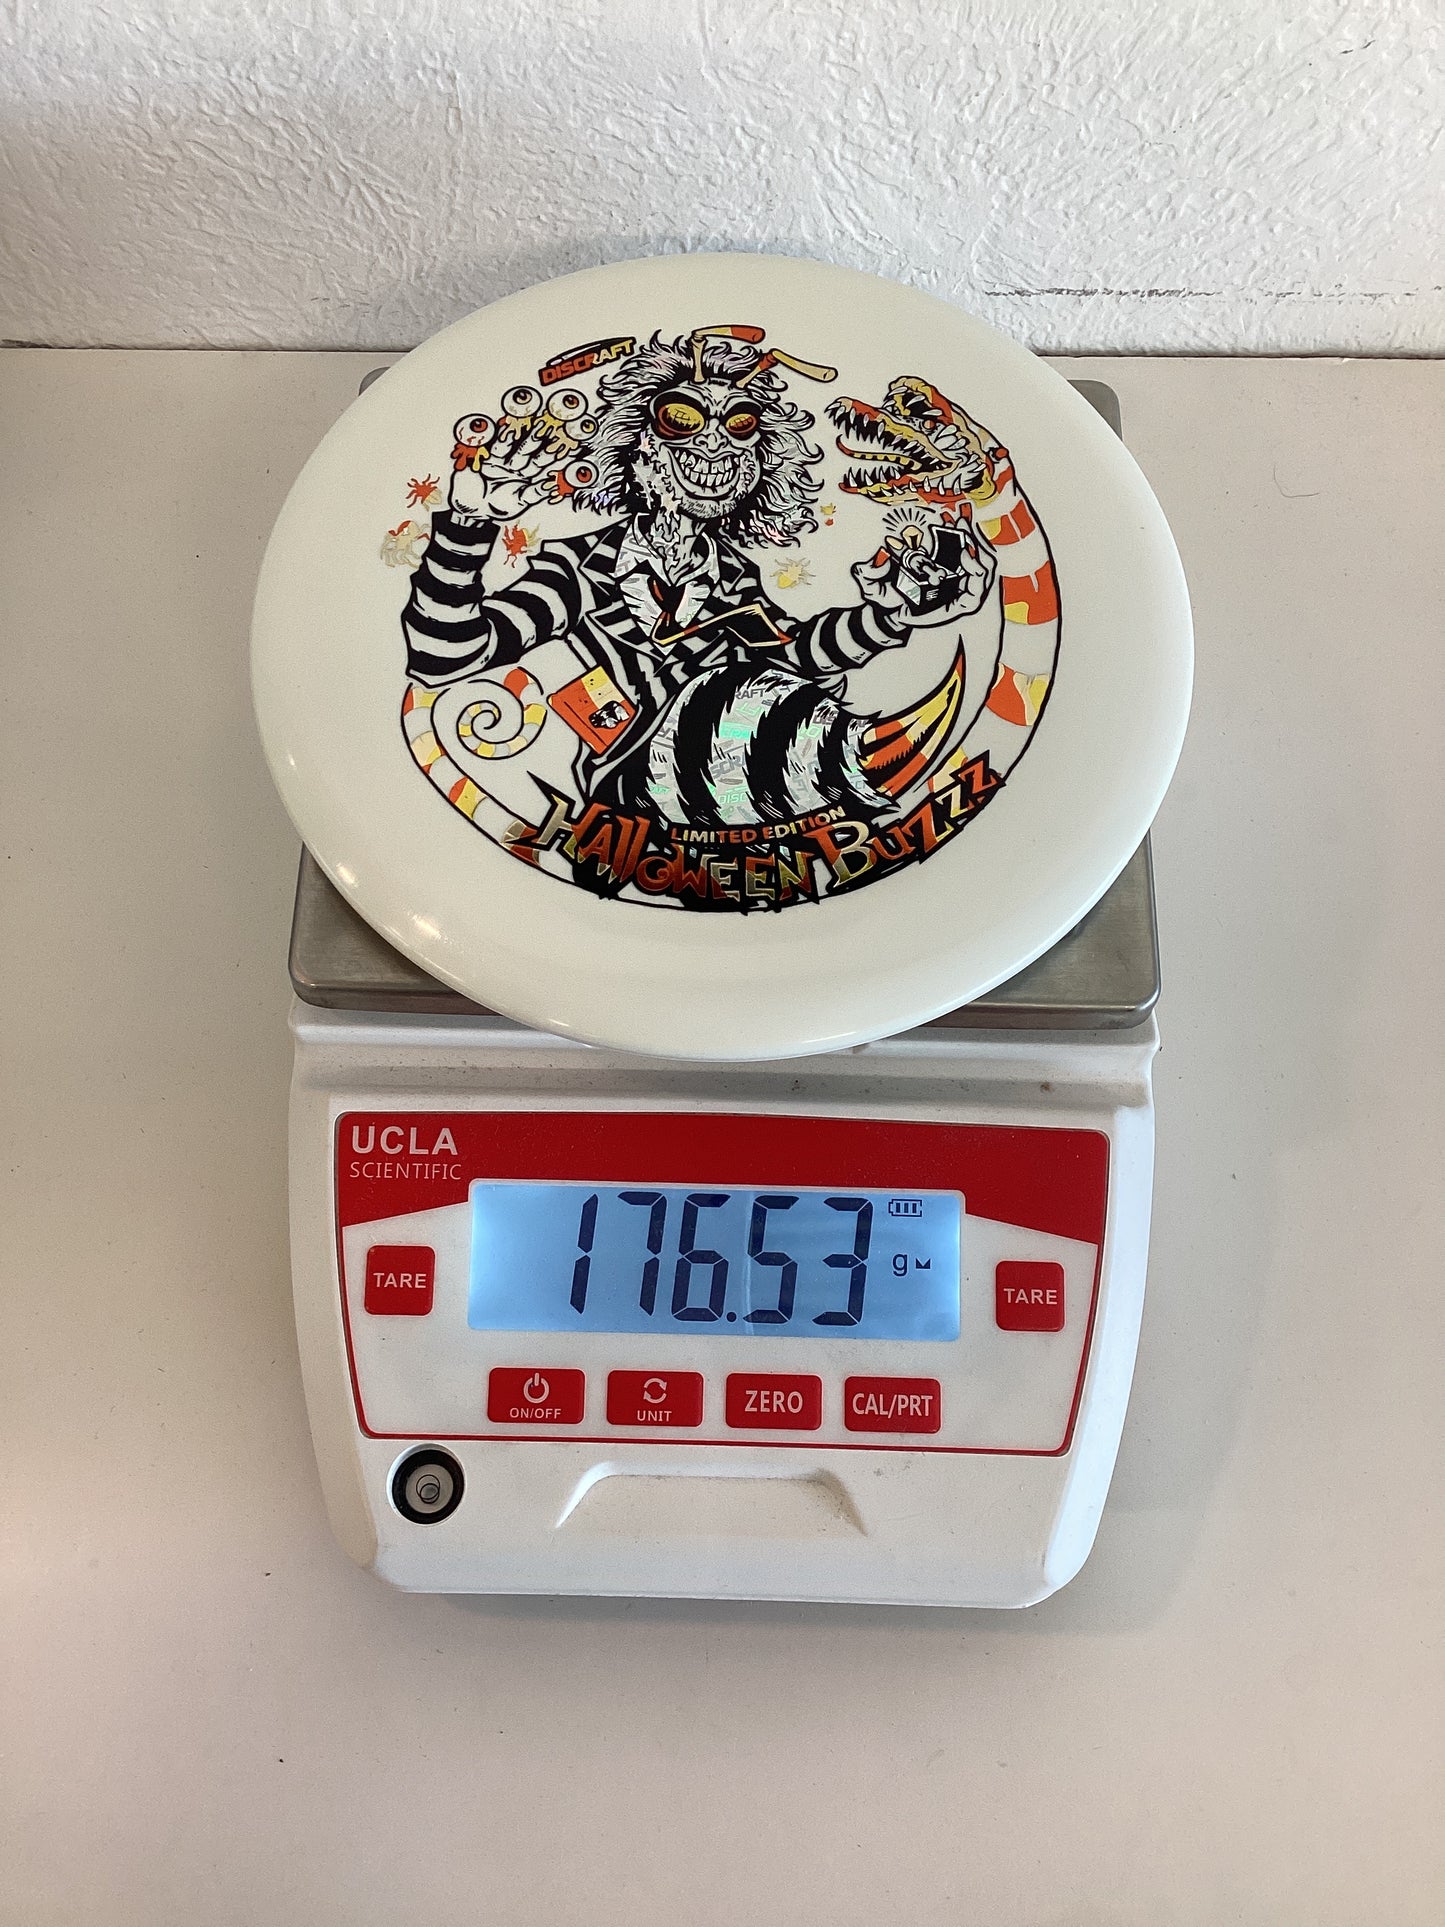 DISCRAFT
LIMITED EDITION
HALLOWEEN BUZZZ
UCLA
SCIENTIFIC
176.53
g
TARE
TARE
ON/OFF
UNIT
ZERO
CAL/PRT